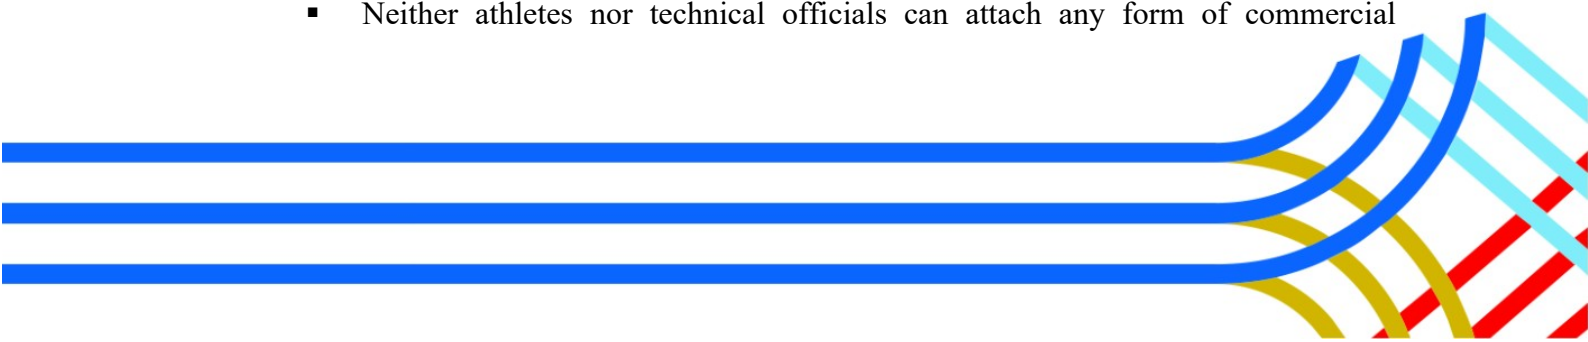 ▪ Neither athletes nor technical officials can attach any form of commercial